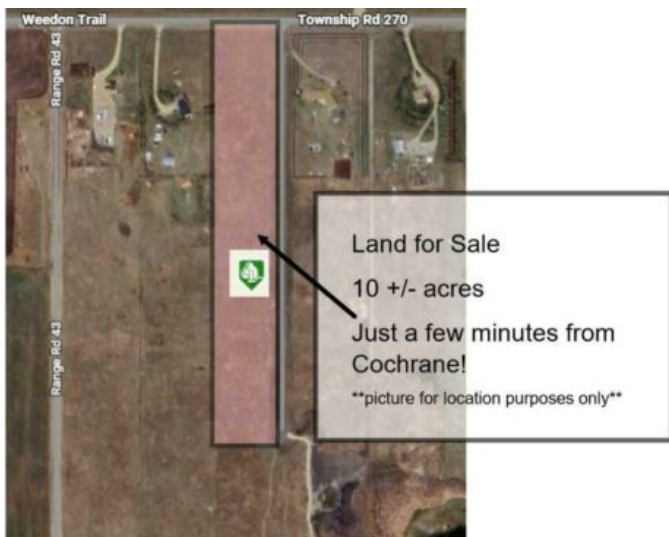 Weedon Trail
Township Rd 270
Range Rd 43
Land for Sale
10 +/- acres
Just a few minutes from
Cochrane!
**picture for location purposes only**
Range Rd 43